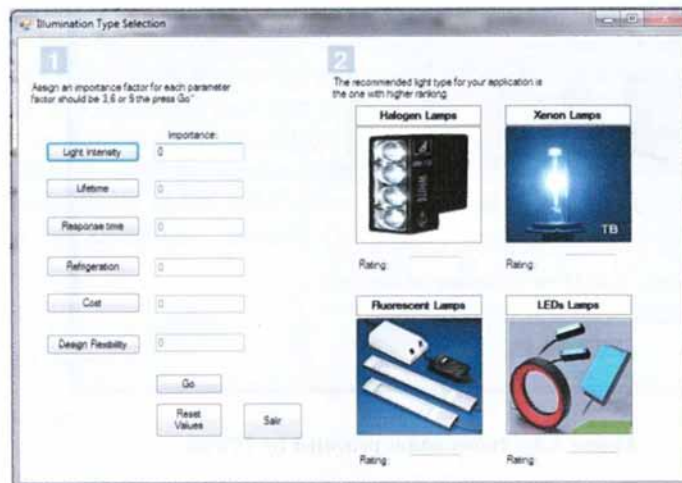 Illumination Type Selection
1
Assign an importance factor for each parameter
factor should be 3,6 or 9 the press Go"
Importance:
Light Intensity 0
Lifetime 0
Response time 0
Refrigeration 0
Cost 0
Design Flexibility 0
Go
Reset
Values
Sair
2
The recommended light type for your application is
the one with higher ranking
Halogen Lamps
WHITE
Rating:
Xenon Lamps
TB
Rating:
Fluorescent Lamps
Rating:
LEDs Lamps
Rating: